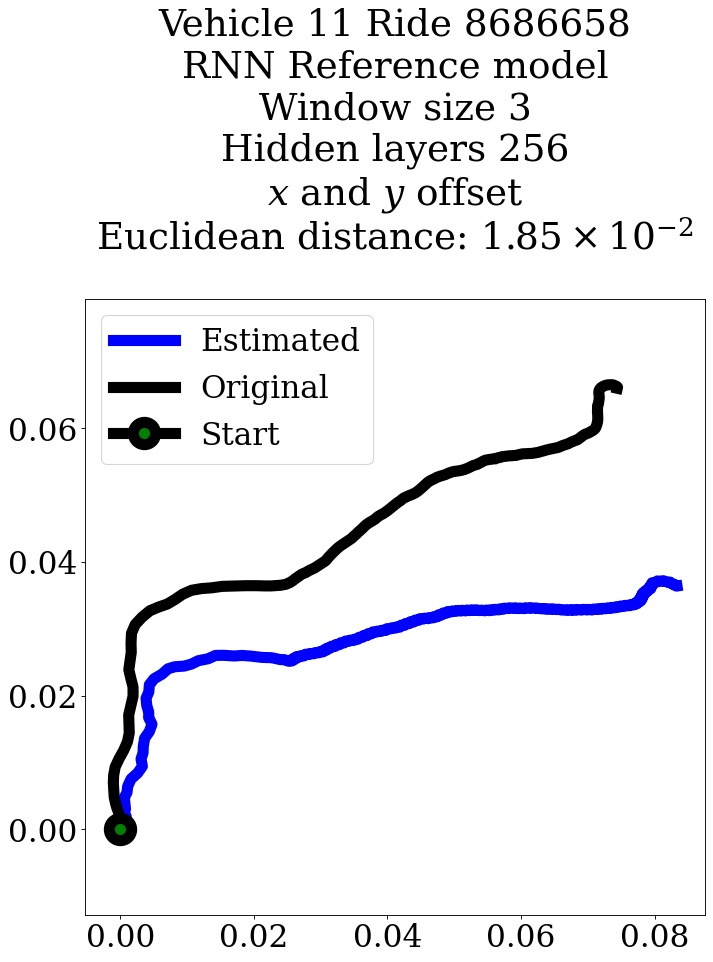 Vehicle 11 Ride 8686658
RNN Reference model
Window size 3
Hidden layers 256
x and y offset
Euclidean distance: 1.85 × 10⁻²
Estimated
Original
Start
0.06
0.04
0.02
0.00
0.00 0.02 0.04 0.06 0.08